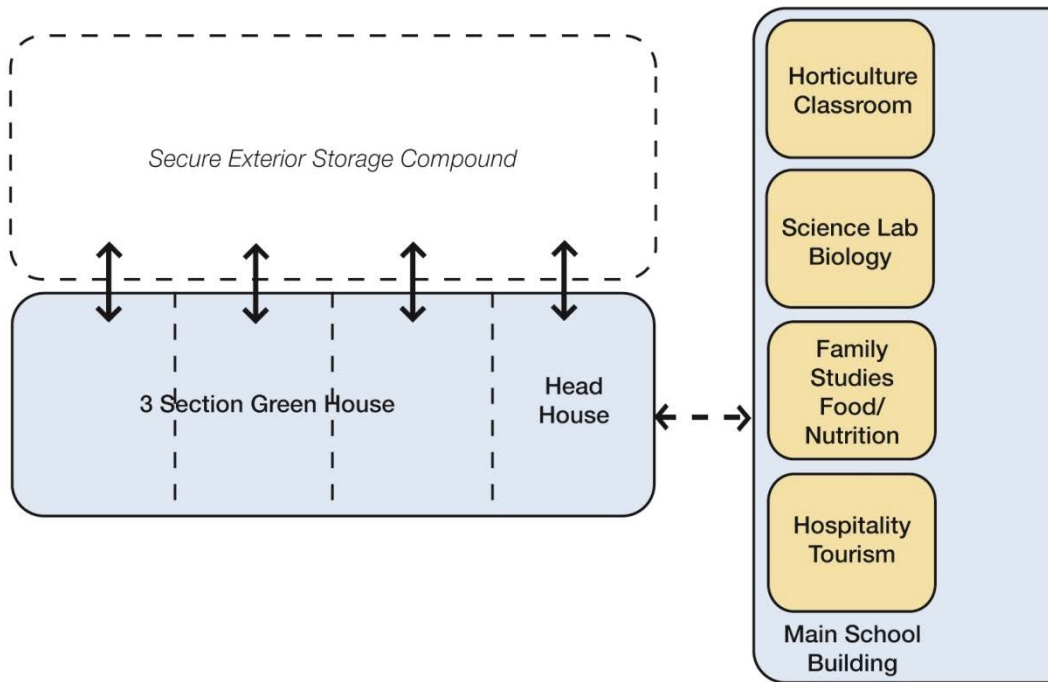 Secure Exterior Storage Compound
3 Section Green House
Head
House
Horticulture
Classroom
Science Lab
Biology
Family
Studies
Food/
Nutrition
Hospitality
Tourism
Main School
Building